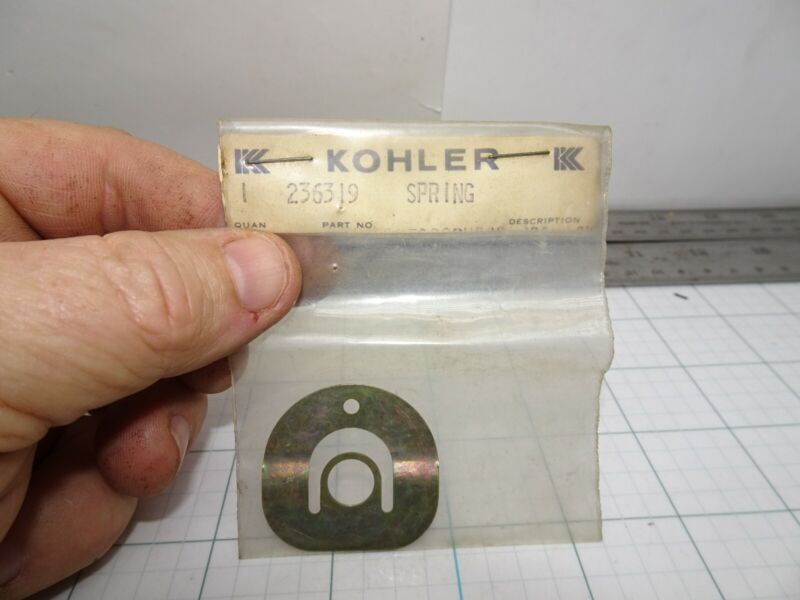 K KOHLER K
1 236319 SPRING
QUAN PART NO. DESCRIPTION